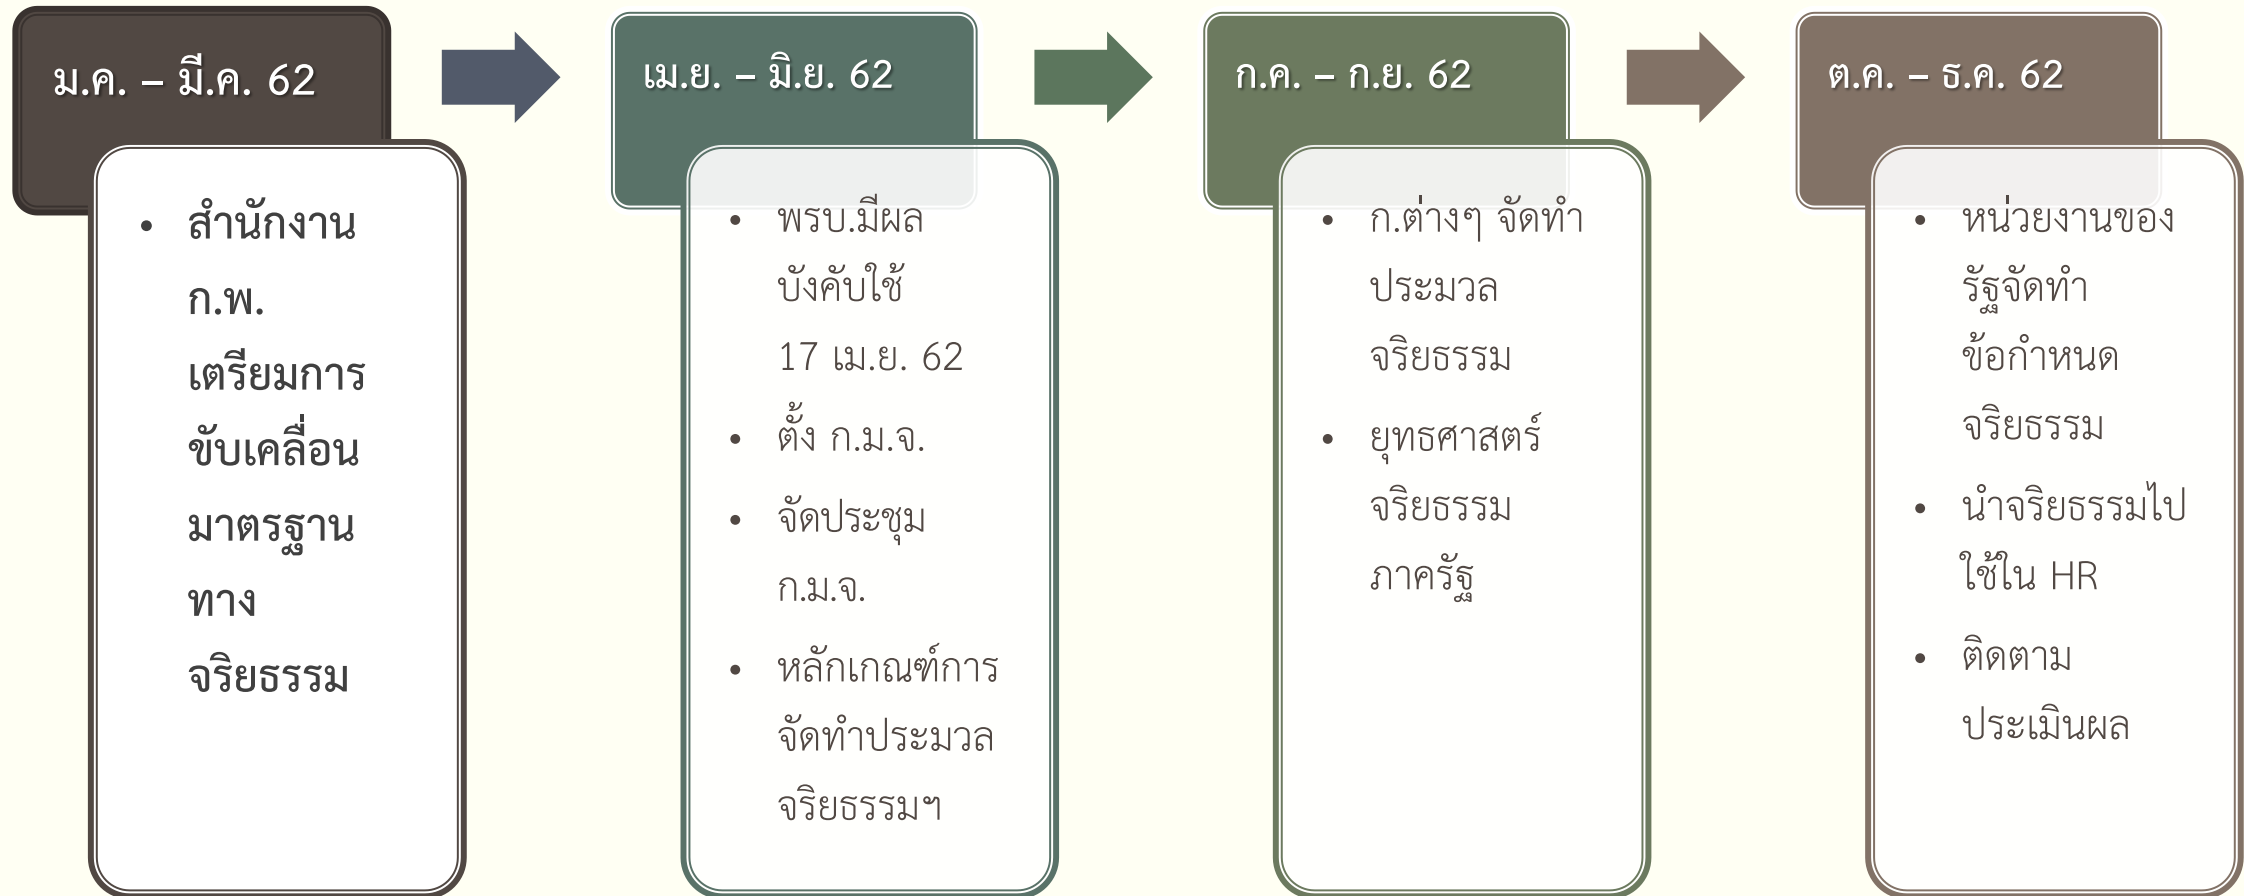 ม.ค. – มี.ค. 62
• สำนักงาน
ก.พ.
เตรียมการ
ขับเคลื่อน
มาตรฐาน
ทาง
จริยธรรม
เม.ย. – มิ.ย. 62
• พรบ.มีผล
บังคับใช้
17 เม.ย. 62
• ตั้ง ก.ม.จ.
• จัดประชุม
ก.ม.จ.
• หลักเกณฑ์การ
จัดทำประมวล
จริยธรรมฯ
ก.ค. – ก.ย. 62
• ก.ต่างๆ จัดทำ
ประมวล
จริยธรรม
• ยุทธศาสตร์
จริยธรรม
ภาครัฐ
ต.ค. – ธ.ค. 62
• หน่วยงานของ
รัฐจัดทำ
ข้อกำหนด
จริยธรรม
• นำจริยธรรมไป
ใช้ใน HR
• ติดตาม
ประเมินผล